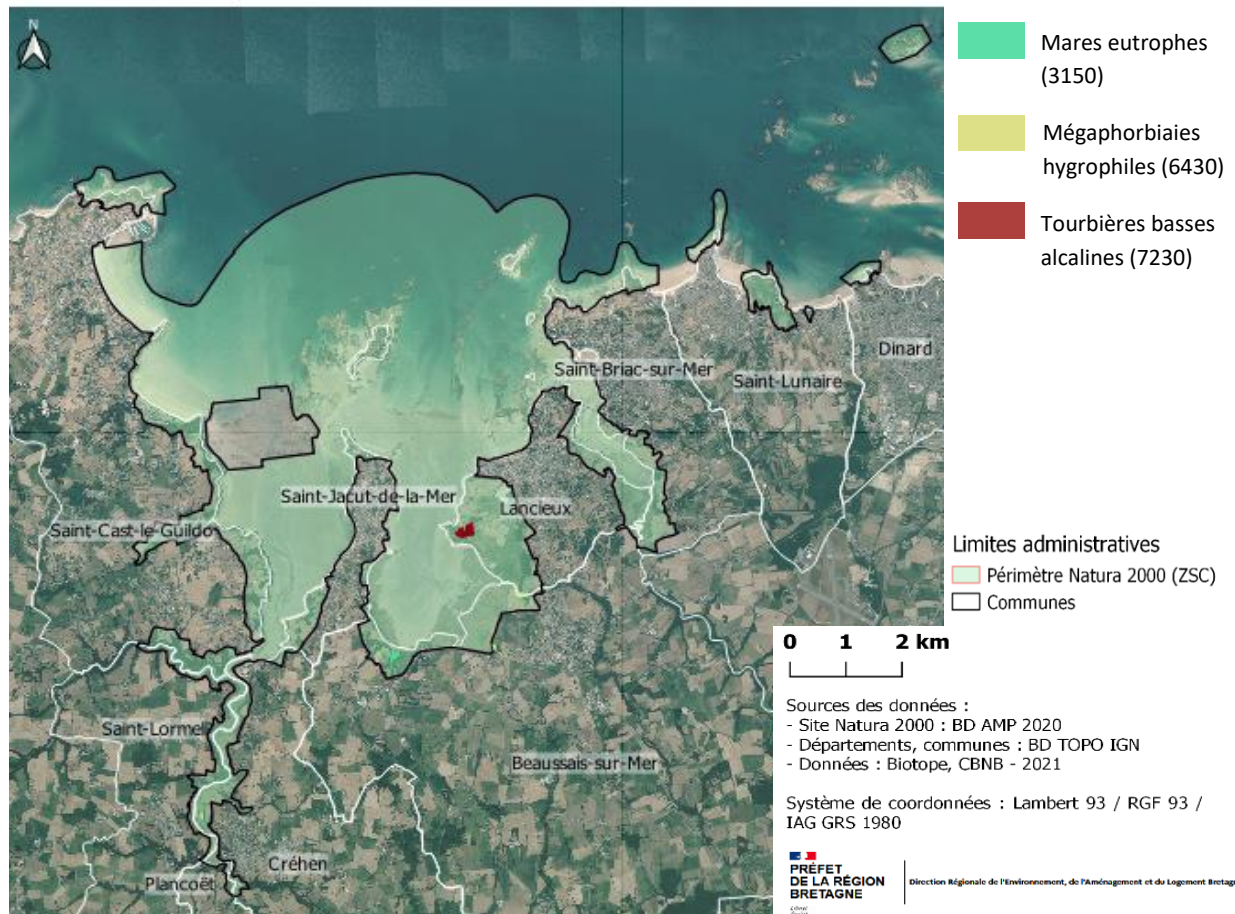 N
Mares eutrophes
(3150)
Mégaphorbiaies
hygrophiles (6430)
Tourbières basses
alcalines (7230)
Dinard
Saint-Briac-sur-Mer
Saint-Lunaire
Saint-Jacut-de-la-Mer
Lancieux
Saint-Cast-le-Guildo
Saint-Lormel
Beaussais-sur-Mer
Créhen
Plancoët
Limites administratives
Périmètre Natura 2000 (ZSC)
Communes
0 1 2 km
Sources des données :
- Site Natura 2000 : BD AMP 2020
- Départements, communes : BD TOPO IGN
- Données : Biotope, CBNB - 2021
Système de coordonnées : Lambert 93 / RGF 93 /
IAG GRS 1980
PRÉFET
DE LA RÉGION
BRETAGNE
Direction Régionale de l'Environnement, de l'Aménagement et du Logement Bretagn